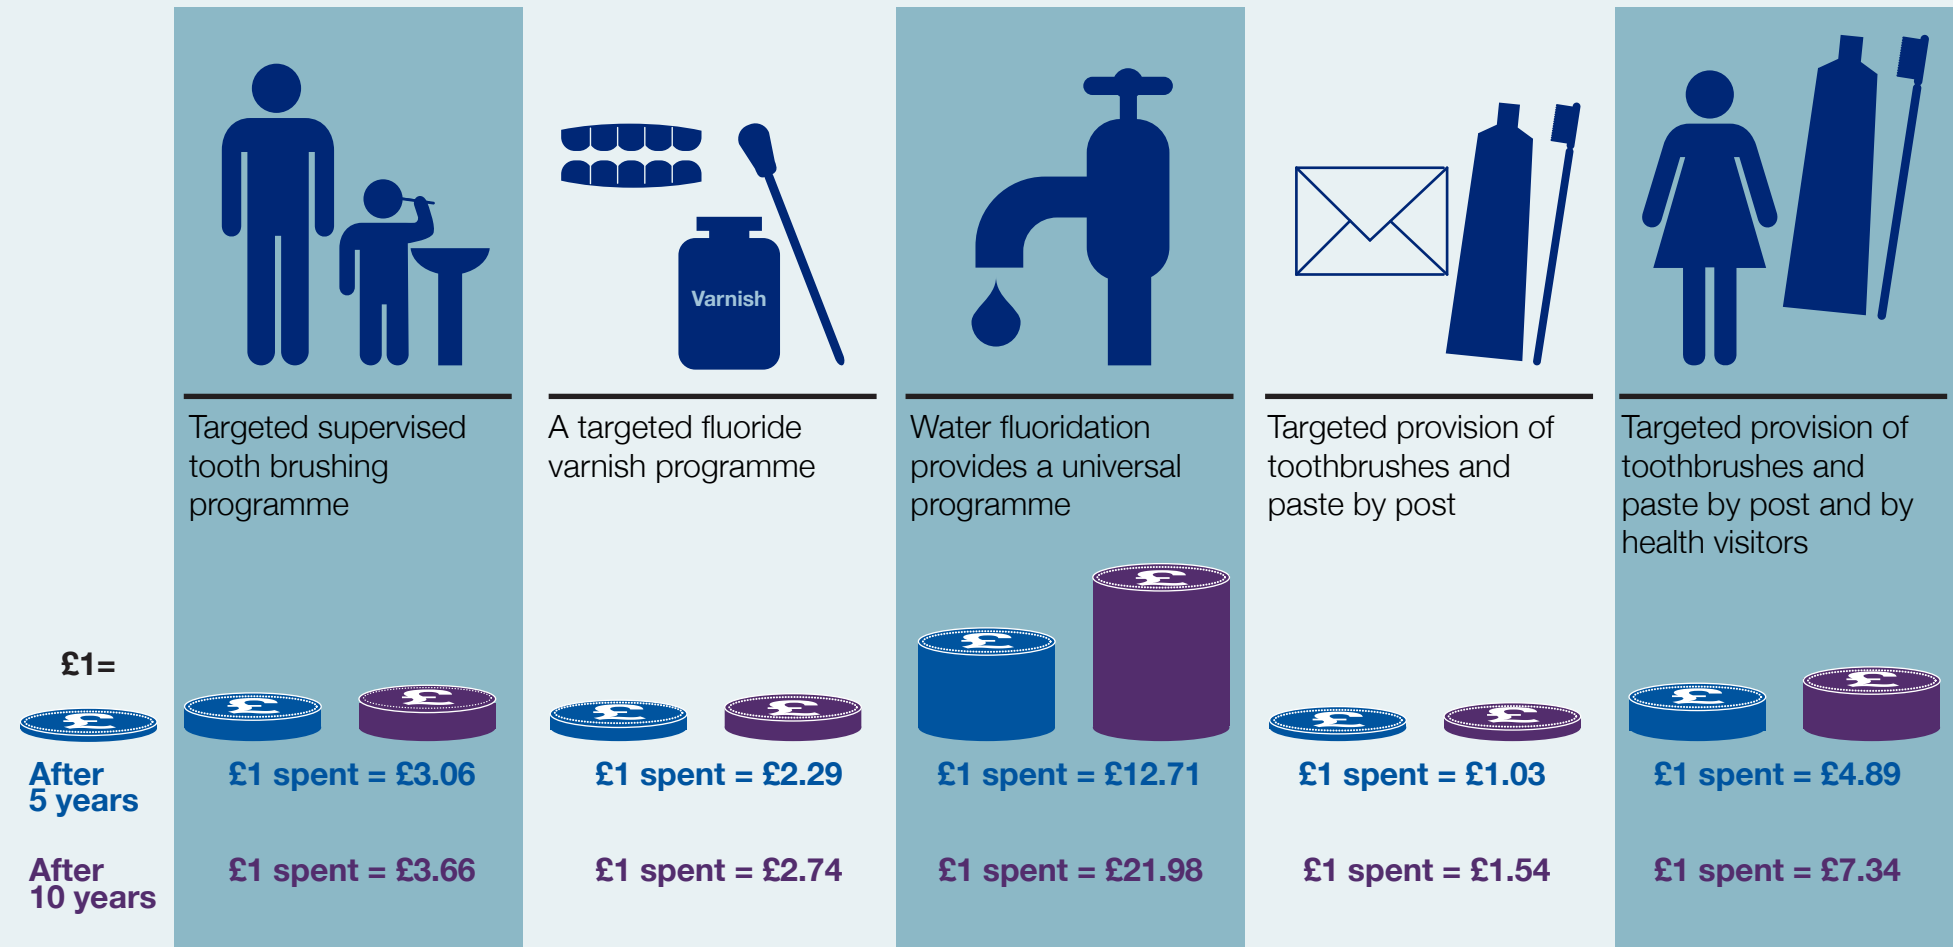 Varnish
Targeted supervised
tooth brushing
programme
A targeted fluoride
varnish programme
Water fluoridation
provides a universal
programme
Targeted provision of
toothbrushes and
paste by post
Targeted provision of
toothbrushes and
paste by post and by
health visitors
£1=
£
£
£
£
£
£
£
£
£
£
£
After
5 years
£1 spent = £3.06
£1 spent = £2.29
£1 spent = £12.71
£1 spent = £1.03
£1 spent = £4.89
After
10 years
£1 spent = £3.66
£1 spent = £2.74
£1 spent = £21.98
£1 spent = £1.54
£1 spent = £7.34